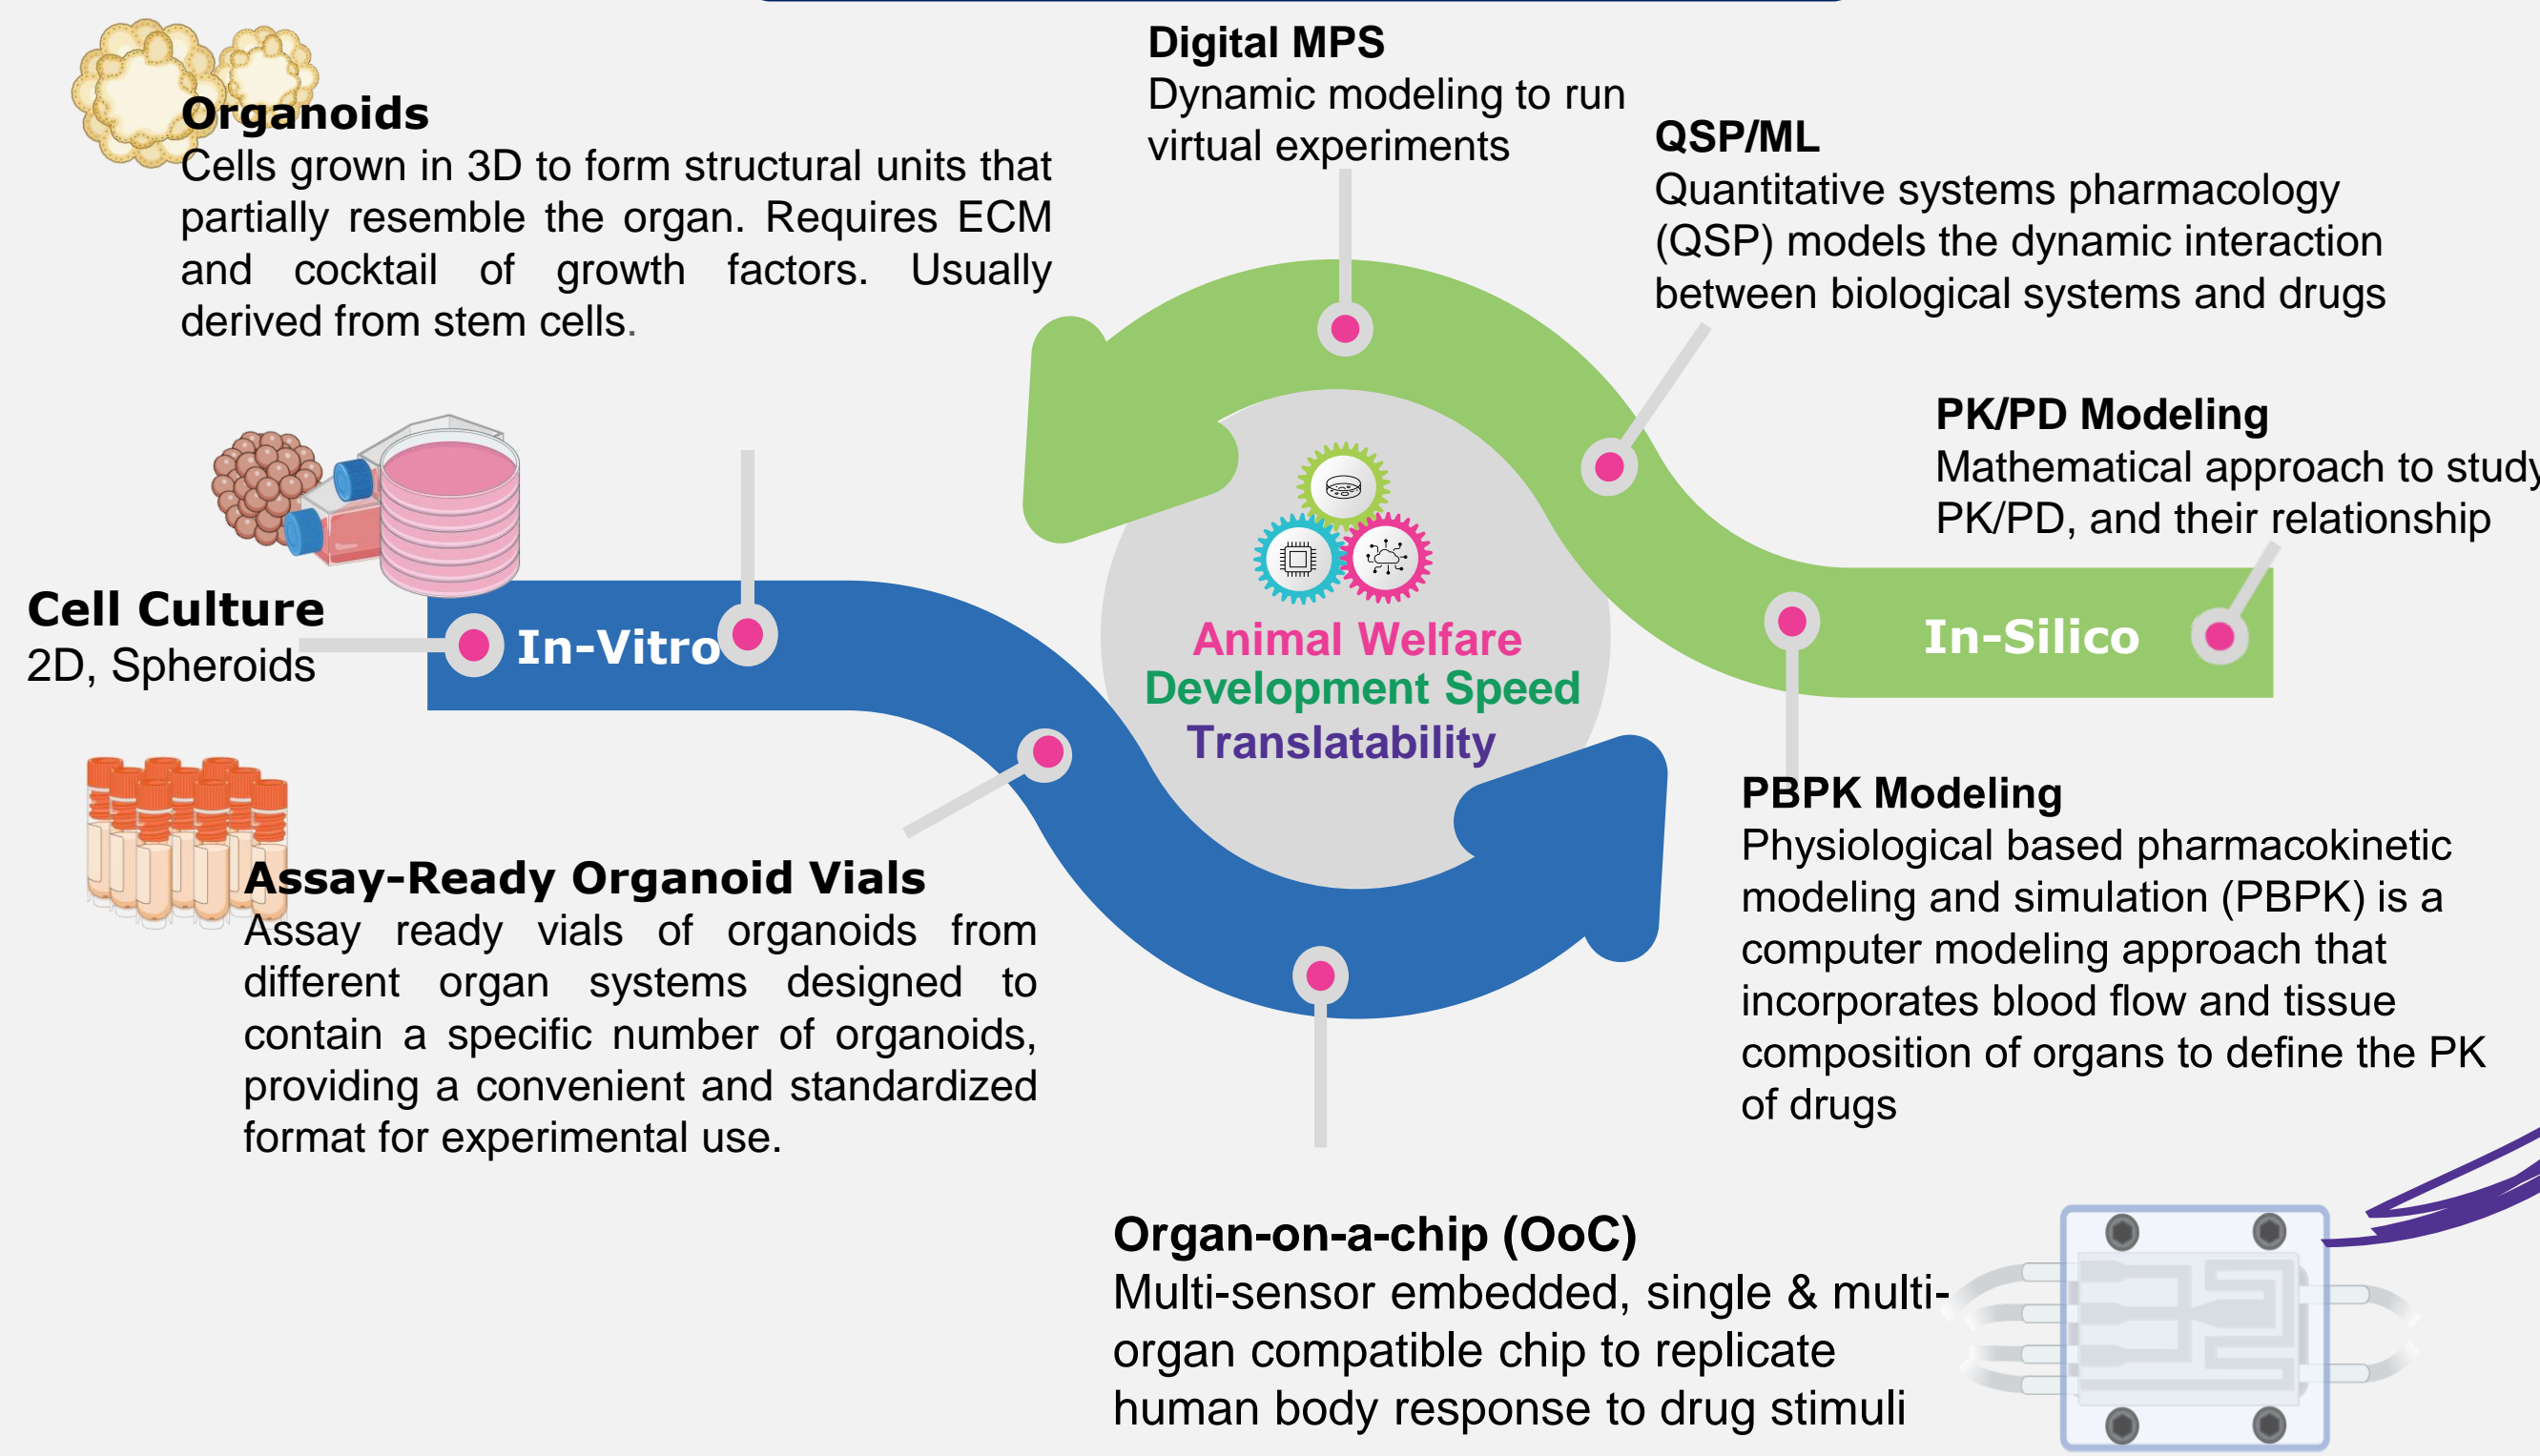 Organoids
Cells grown in 3D to form structural units that
partially resemble the organ. Requires ECM
and cocktail of growth factors. Usually
derived from stem cells.
Digital MPS
Dynamic modeling to run
virtual experiments
QSP/ML
Quantitative systems pharmacology
(QSP) models the dynamic interaction
between biological systems and drugs
PK/PD Modeling
Mathematical approach to study
PK/PD, and their relationship
Cell Culture
2D, Spheroids
In-Vitro
Animal Welfare
Development Speed
Translatability
In-Silico
Assay-Ready Organoid Vials
Assay ready vials of organoids from
different organ systems designed to
contain a specific number of organoids,
providing a convenient and standardized
format for experimental use.
PBPK Modeling
Physiological based pharmacokinetic
modeling and simulation (PBPK) is a
computer modeling approach that
incorporates blood flow and tissue
composition of organs to define the PK
of drugs
Organ-on-a-chip (OoC)
Multi-sensor embedded, single & multi-
organ compatible chip to replicate
human body response to drug stimuli